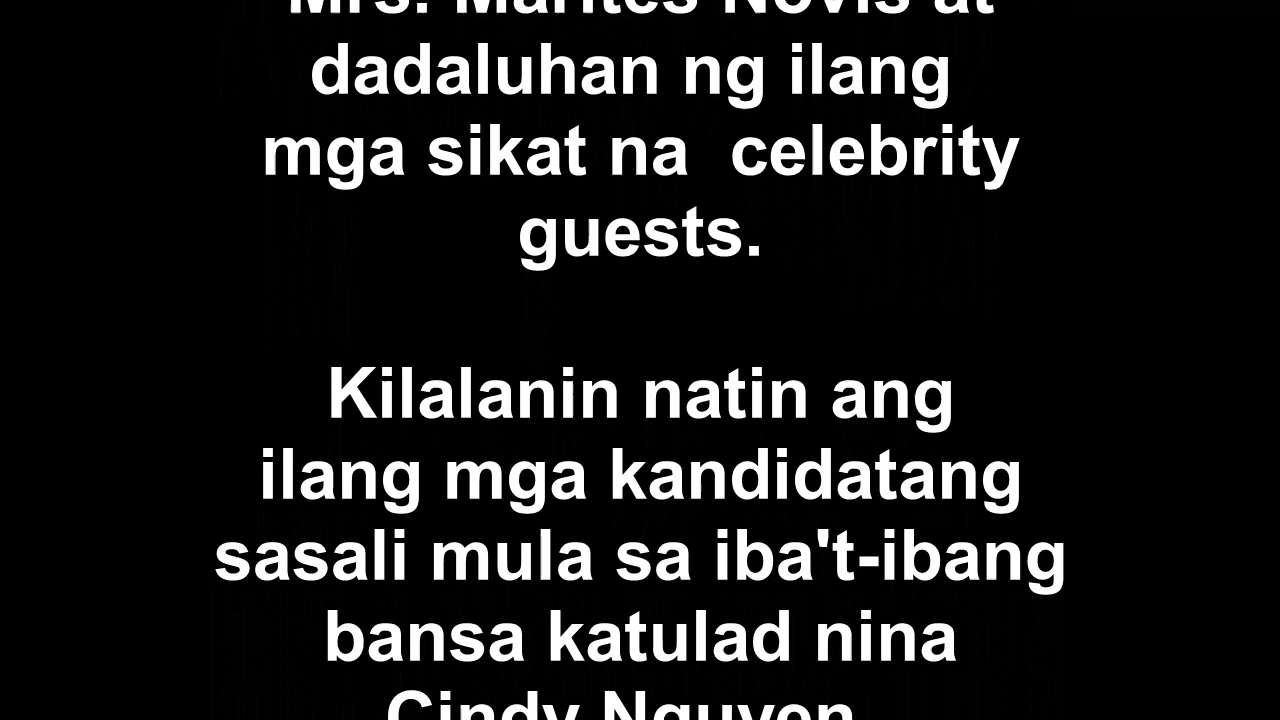 Mrs. Marites Novis at
dadaluhan ng ilang
mga sikat na  celebrity
guests.
Kilalanin natin ang
ilang mga kandidatang
sasali mula sa iba't-ibang
bansa katulad nina
Cindy Nguyen